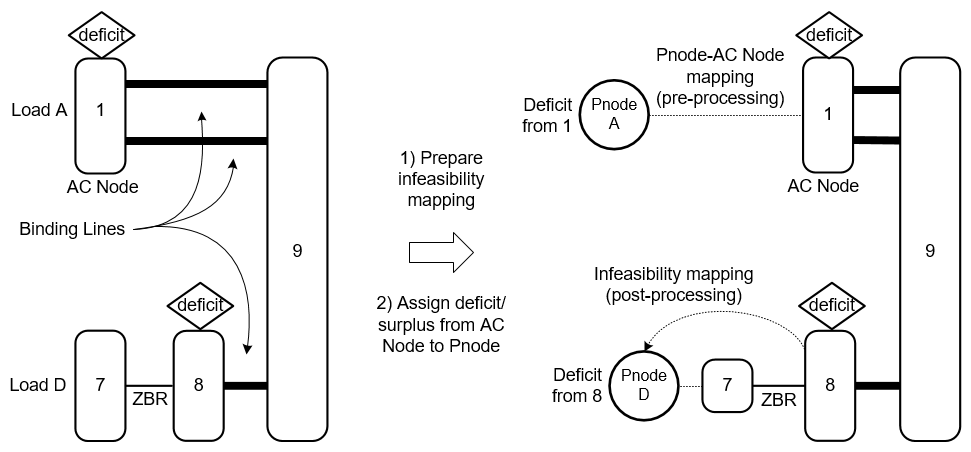 deficit
Load A
1
AC Node
Binding Lines
9
deficit
Load D
7
ZBR
8
1) Prepare
infeasibility
mapping
2) Assign deficit/
surplus from AC
Node to Pnode
deficit
Pnode-AC Node
mapping
(pre-processing)
Deficit
from 1
Pnode
A
1
AC Node
9
Infeasibility mapping
(post-processing)
deficit
Deficit
from 8
Pnode
D
7
ZBR
8